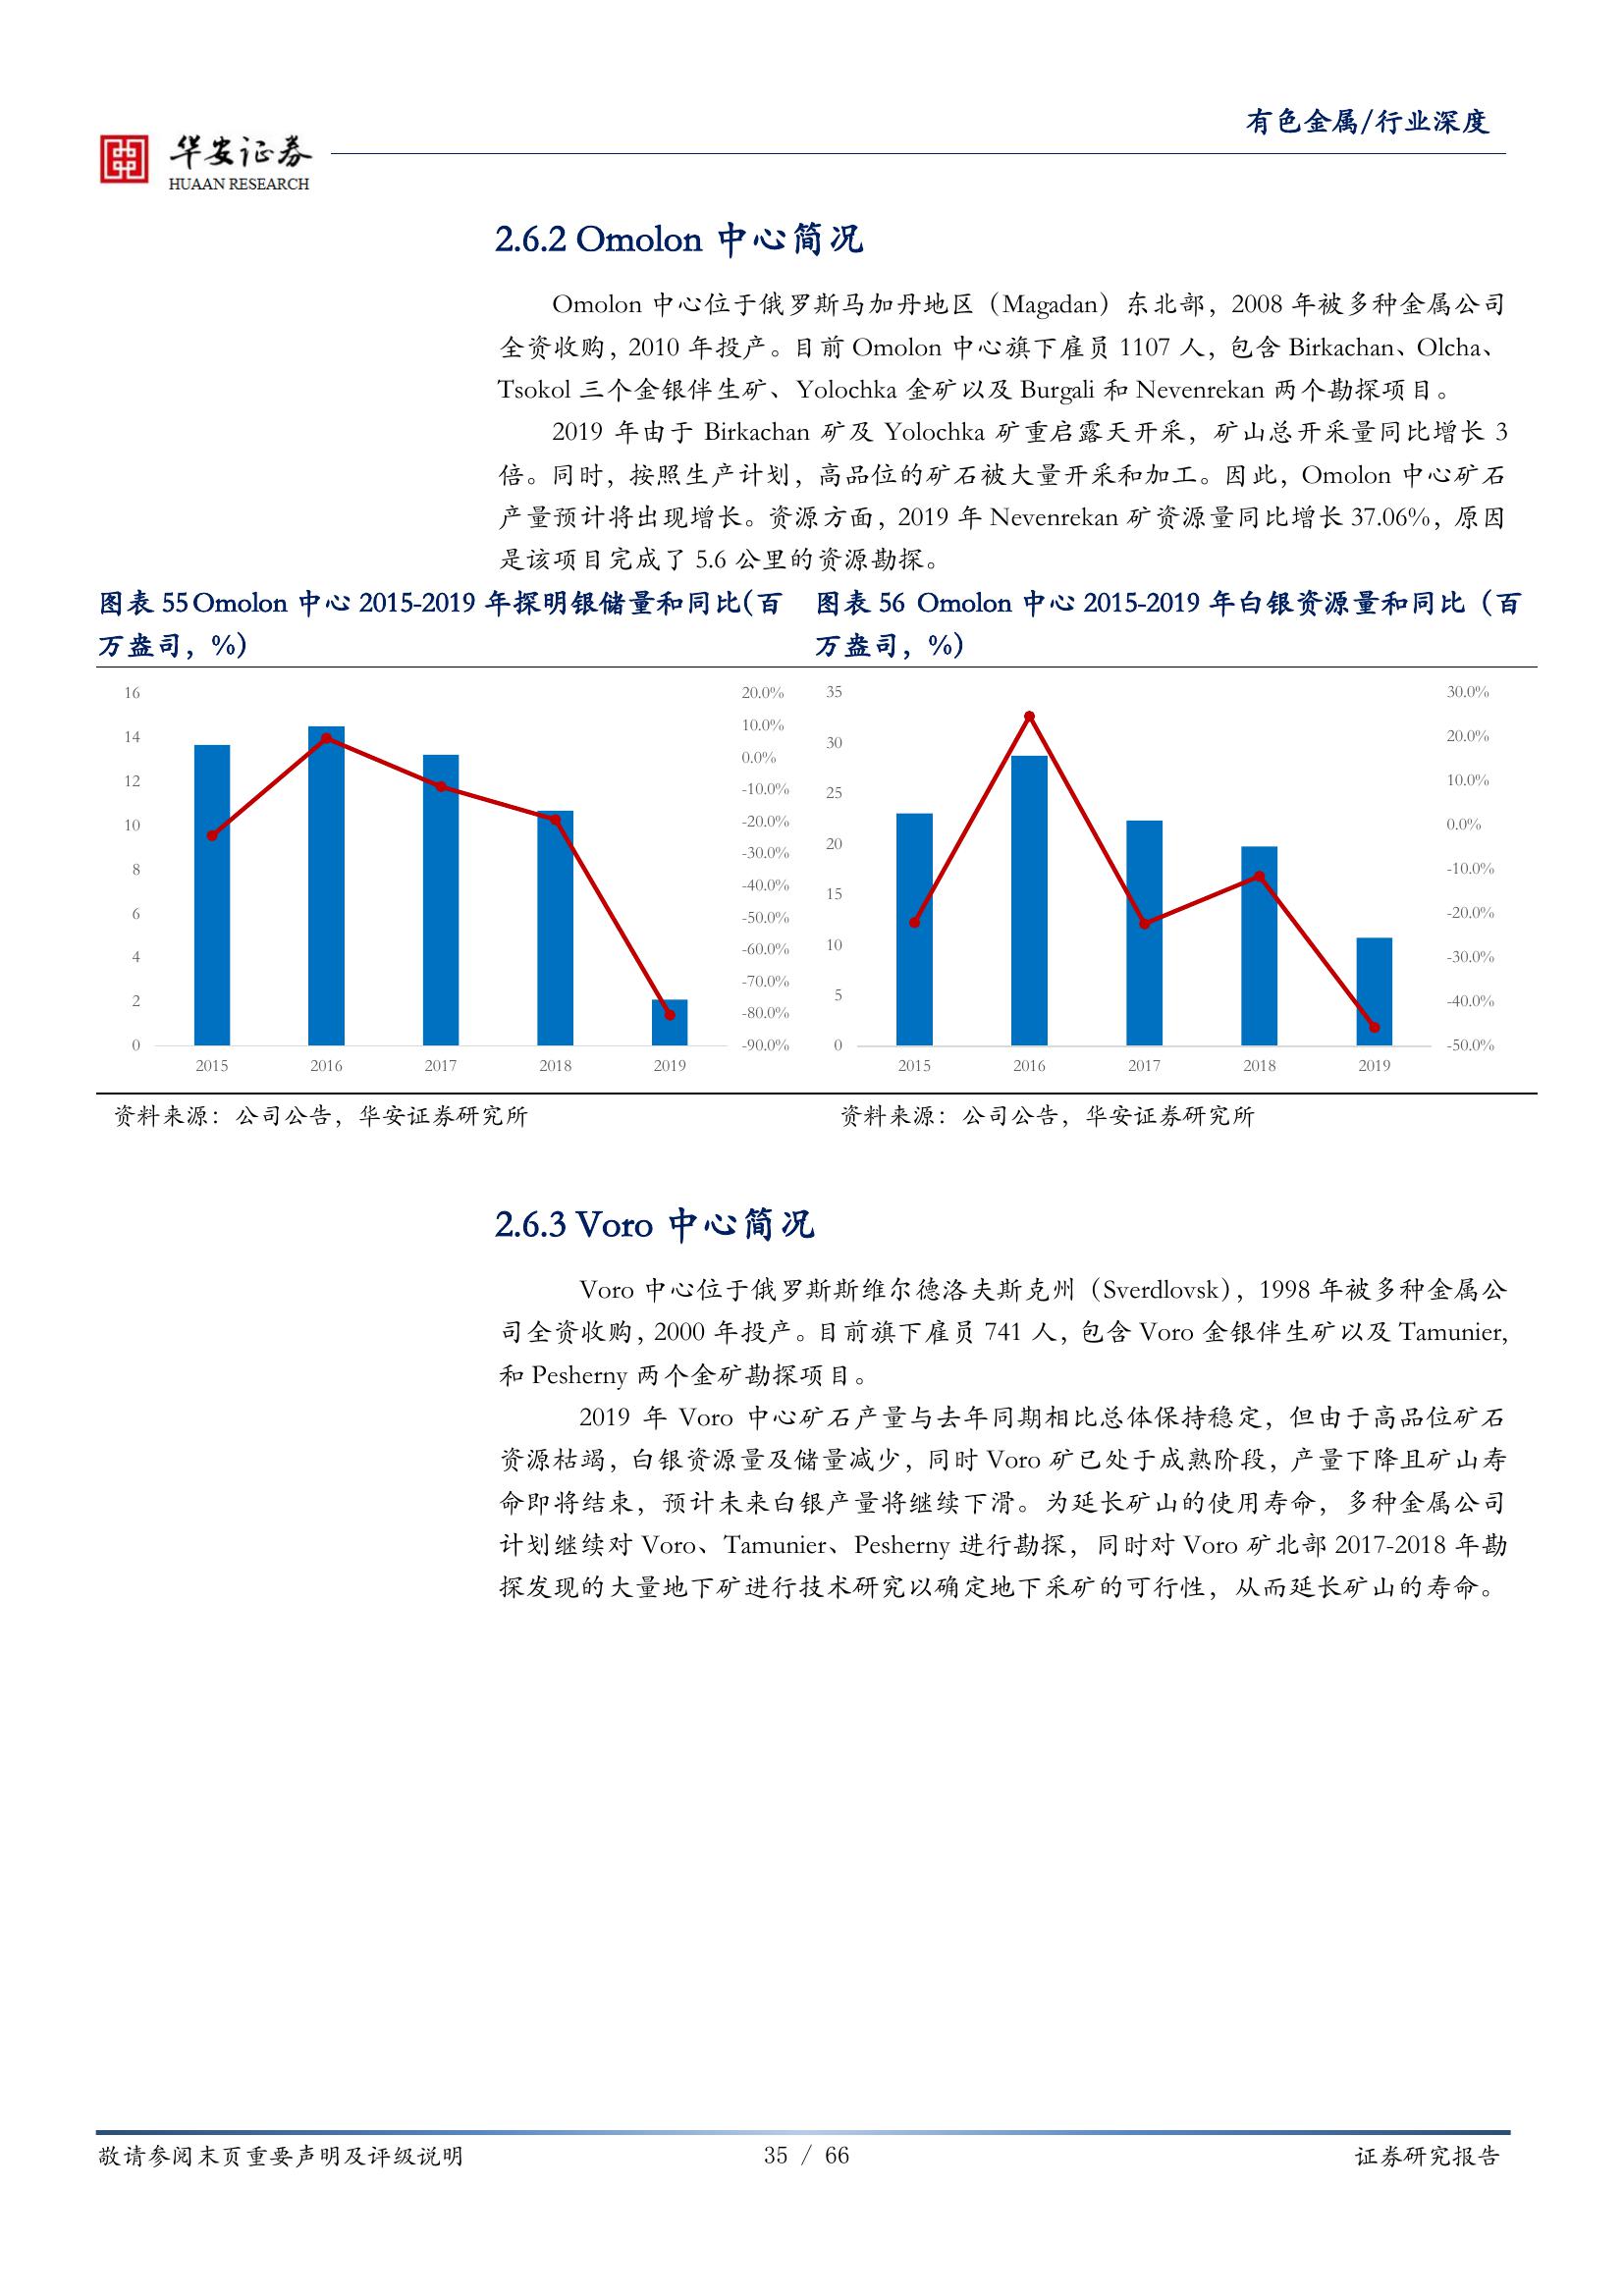 有色金属/行业深度
华安证券
HUAAN RESEARCH
2.6.2 Omolon 中心简况
Omolon 中心位于俄罗斯马加丹地区（Magadan）东北部，2008 年被多种金属公司
全资收购，2010 年投产。目前 Omolon 中心旗下雇员 1107 人，包含 Birkachan、Olcha、
Tsokol 三个金银伴生矿、Yolochka 金矿以及 Burgali 和 Nevenrekan 两个勘探项目。
2019 年由于 Birkachan 矿及 Yolochka 矿重启露天开采，矿山总开采量同比增长 3
倍。同时，按照生产计划，高品位的矿石被大量开采和加工。因此，Omolon 中心矿石
产量预计将出现增长。资源方面，2019 年 Nevenrekan 矿资源量同比增长 37.06%，原因
是该项目完成了 5.6 公里的资源勘探。
图表 55 Omolon 中心 2015-2019 年探明银储量和同比(百
万盎司，%)
16
14
12
10
8
6
4
2
0
20.0%
10.0%
0.0%
-10.0%
-20.0%
-30.0%
-40.0%
-50.0%
-60.0%
-70.0%
-80.0%
-90.0%
2015 2016 2017 2018 2019
资料来源：公司公告，华安证券研究所
图表 56 Omolon 中心 2015-2019 年白银资源量和同比（百
万盎司，%）
35
30
25
20
15
10
5
0
30.0%
20.0%
10.0%
0.0%
-10.0%
-20.0%
-30.0%
-40.0%
-50.0%
2015 2016 2017 2018 2019
资料来源：公司公告，华安证券研究所
2.6.3 Voro 中心简况
Voro 中心位于俄罗斯斯维尔德洛夫斯克州（Sverdlovsk），1998 年被多种金属公
司全资收购，2000 年投产。目前旗下雇员 741 人，包含 Voro 金银伴生矿以及 Tamunier,
和 Pesherny 两个金矿勘探项目。
2019 年 Voro 中心矿石产量与去年同期相比总体保持稳定，但由于高品位矿石
资源枯竭，白银资源量及储量减少，同时 Voro 矿已处于成熟阶段，产量下降且矿山寿
命即将结束，预计未来白银产量将继续下滑。为延长矿山的使用寿命，多种金属公司
计划继续对 Voro、Tamunier、Pesherny 进行勘探，同时对 Voro 矿北部 2017-2018 年勘
探发现的大量地下矿进行技术研究以确定地下采矿的可行性，从而延长矿山的寿命。
敬请参阅末页重要声明及评级说明
35 / 66
证券研究报告